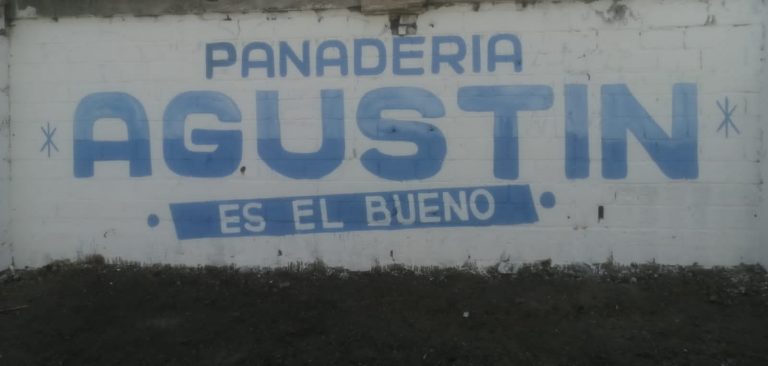 PANADERIA
AGUSTIN
ES EL BUENO